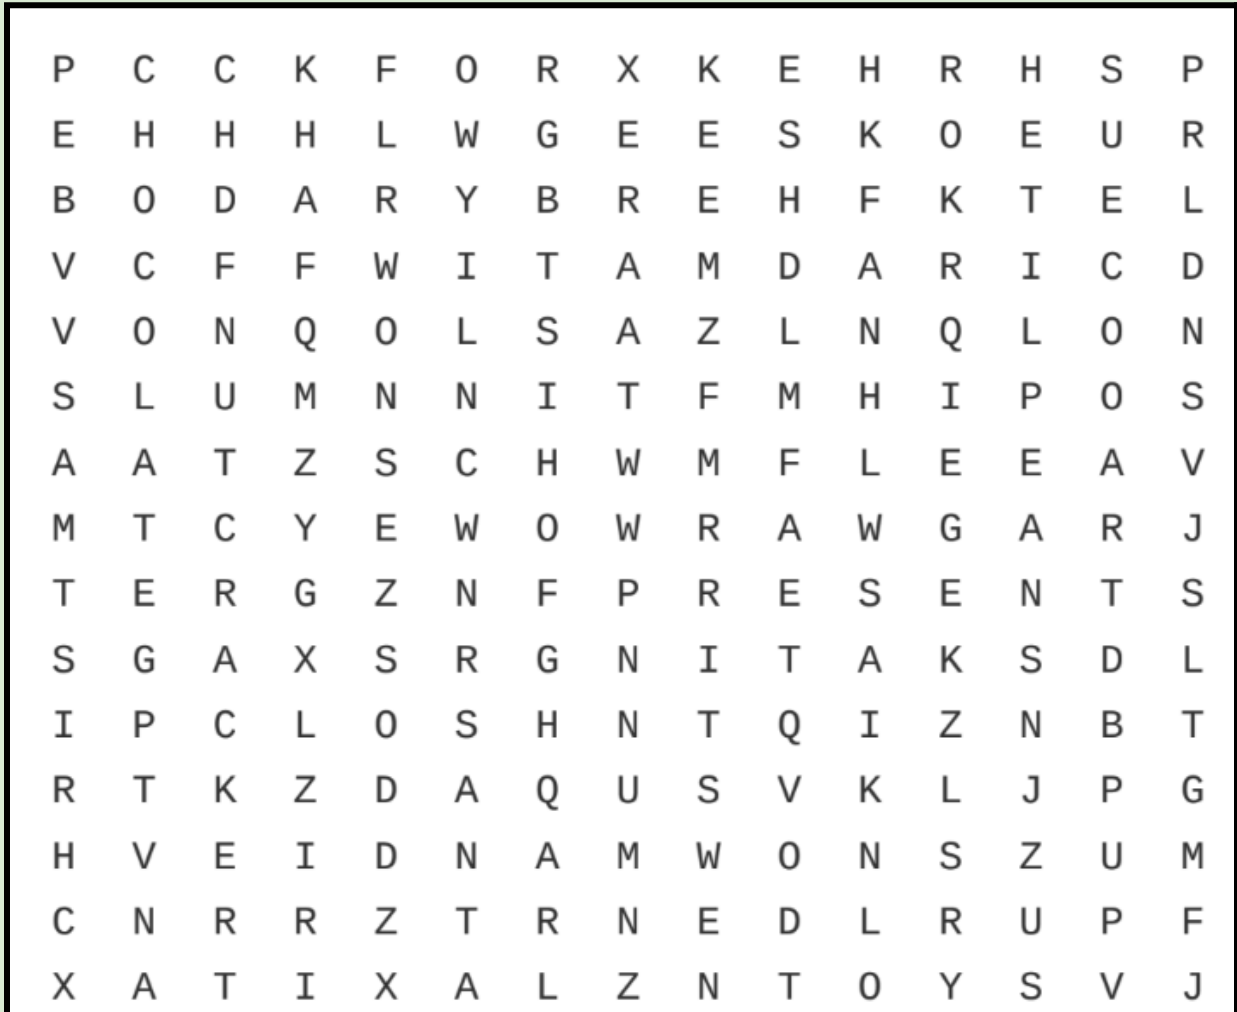 P C C K F O R X K E H R H S P
E H H H L W G E E S K O E U R
B O D A R Y B R E H F K T E L
V C F F W I T A M D A R I C D
V O N Q O L S A Z L N Q L O N
S L U M N N I T F M H I P O S
A A T Z S C H W M F L E E A V
M T C Y E W O W R A W G A R J
T E R G Z N F P R E S E N T S
S G A X S R G N I T A K S D L
I P C L O S H N T Q I Z N B T
R T K Z D A Q U S V K L J P G
H V E I D N A M W O N S Z U M
C N R R Z T R N E D L R U P F
X A T I X A L Z N T O Y S V J